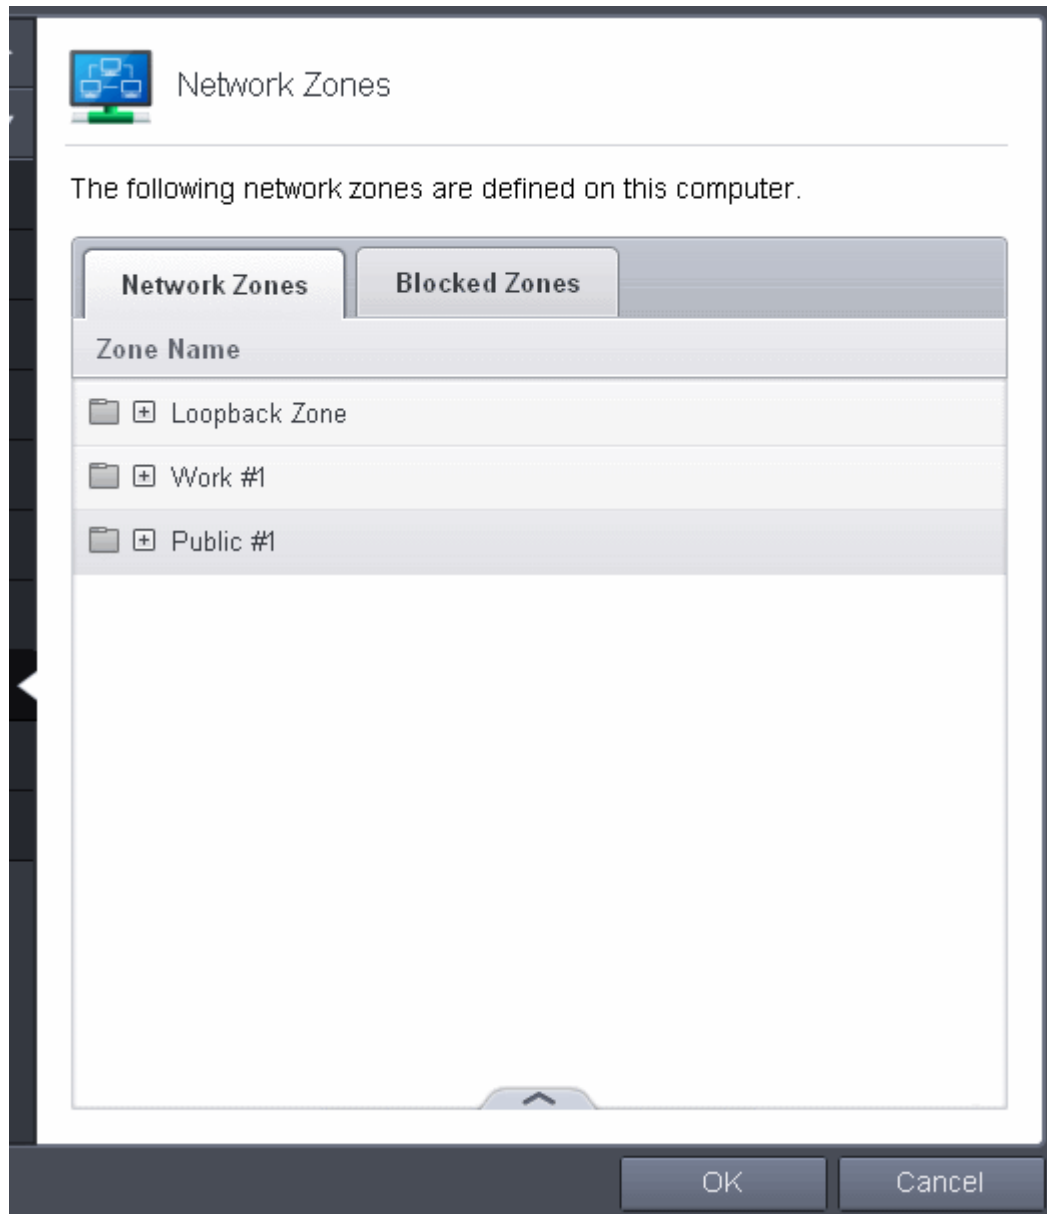 Network Zones
The following network zones are defined on this computer.
Network Zones
Blocked Zones
Zone Name
Loopback Zone
Work #1
Public #1
OK
Cancel